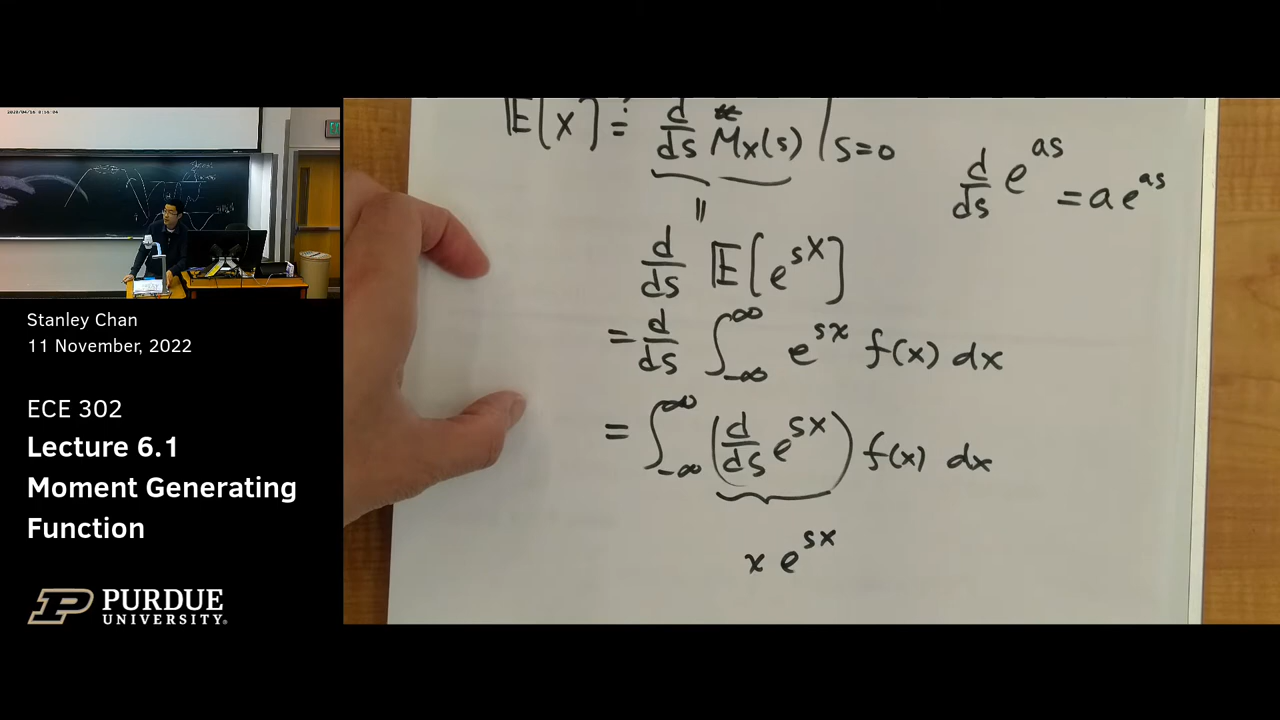 Stanley Chan
11 November, 2022
ECE 302
Lecture 6.1
Moment Generating
Function
PURDUE
UNIVERSITY.
𝔼[X] ⋮= d/ds M_X(s) |_{s=0}
d/ds e^{as} = a e^{as}
||
d/ds 𝔼[e^{sX}]
= d/ds ∫_{-∞}^{∞} e^{sx} f(x) dx
= ∫_{-∞}^{∞} (d/ds e^{sx}) f(x) dx
x e^{sx}